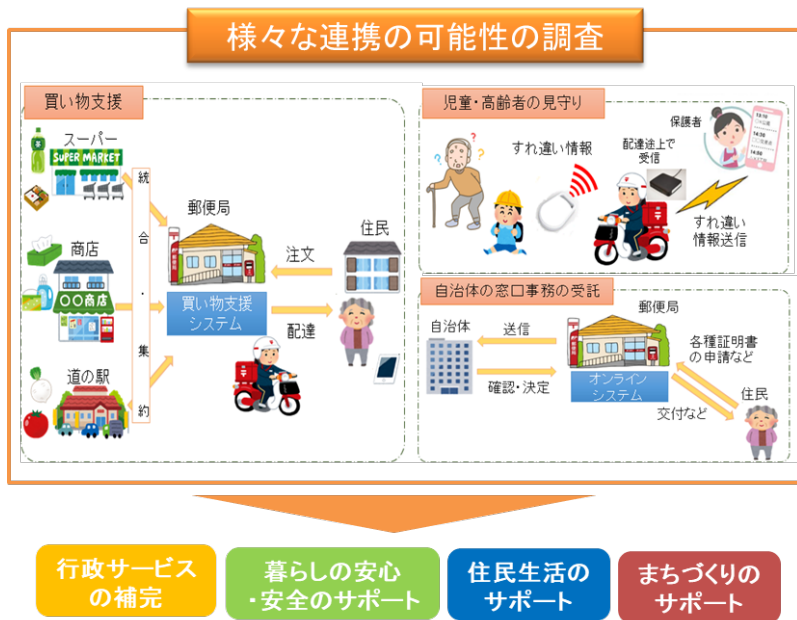 様々な連携の可能性の調査
買い物支援
スーパー
SUPER MARKET
統合・集約
郵便局
注文
住民
商店
〇〇商店
買い物支援
システム
配達
道の駅
児童・高齢者の見守り
すれ違い情報
配達途上で
受信
保護者
すれ違い
情報送信
自治体の窓口事務の受託
自治体
送信
郵便局
各種証明書
の申請など
確認・決定
オンライン
システム
交付など
住民
行政サービス
の補完
暮らしの安心
・安全のサポート
住民生活の
サポート
まちづくりの
サポート